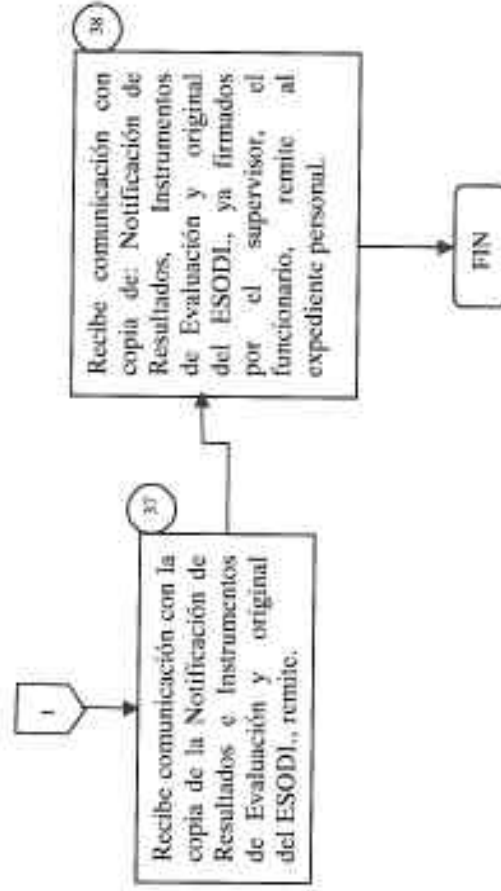 1
37
Recibe comunicación con la
copia de la Notificación de
Resultados e Instrumentos
de Evaluación y original
del ESODI., remite.
38
Recibe comunicación con
copia de: Notificación de
Resultados, Instrumentos
de Evaluación y original
del ESODI., ya firmados
por el supervisor, el
funcionario, remite al
expediente personal.
FIN